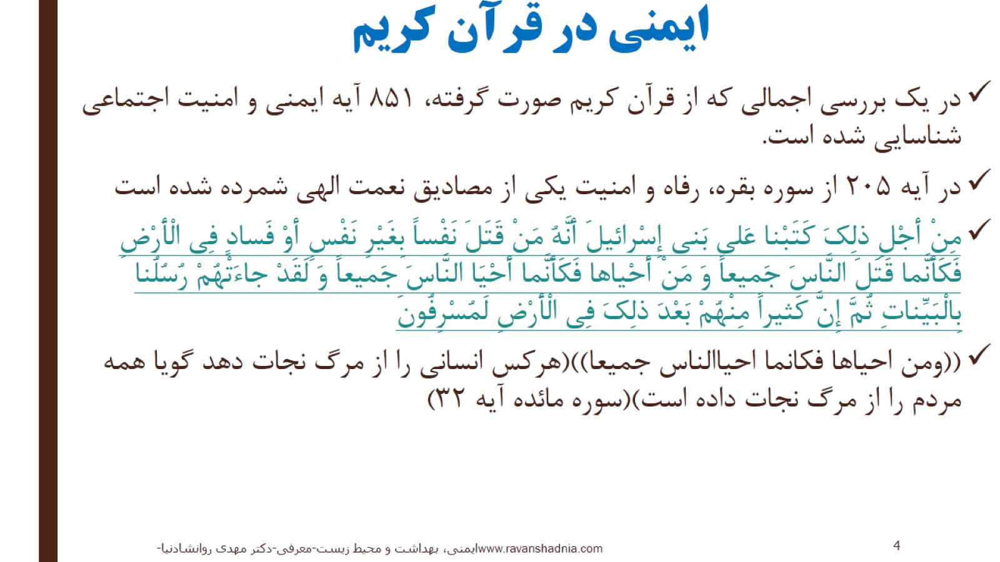 ایمنی در قرآن کریم
✓ در یک بررسی اجمالی که از قرآن کریم صورت گرفته، ۸۵۱ آیه ایمنی و امنیت اجتماعی
شناسایی شده است.
✓ در آیه ۲۰۵ از سوره بقره، رفاه و امنیت یکی از مصادیق نعمت الهی شمرده شده است
✓ مِنْ أَجْلِ ذلِکَ کَتَبْنا عَلی بَنی إِسْرائیلَ أَنَّهُ مَنْ قَتَلَ نَفْساً بِغَیْرِ نَفْسٍ أَوْ فَسادٍ فِی الْأَرْضِ
فَکَأَنَّما قَتَلَ النَّاسَ جَمیعاً وَ مَنْ أَحْیاها فَکَأَنَّما أَحْیَا النَّاسَ جَمیعاً وَ لَقَدْ جاءَتْهُمْ رُسُلُنا
بِالْبَیِّناتِ ثُمَّ إِنَّ کَثیراً مِنْهُمْ بَعْدَ ذلِکَ فِی الْأَرْضِ لَمُسْرِفُونَ
✓ ((ومن احیاها فکانما احیاالناس جمیعا))(هرکس انسانی را از مرگ نجات دهد گویا همه
مردم را از مرگ نجات داده است)(سوره مائده آیه ۳۲)
www.ravanshadnia.comایمنی، بهداشت و محیط زیست-معرفی-دکتر مهدی روانشادنیا-
4